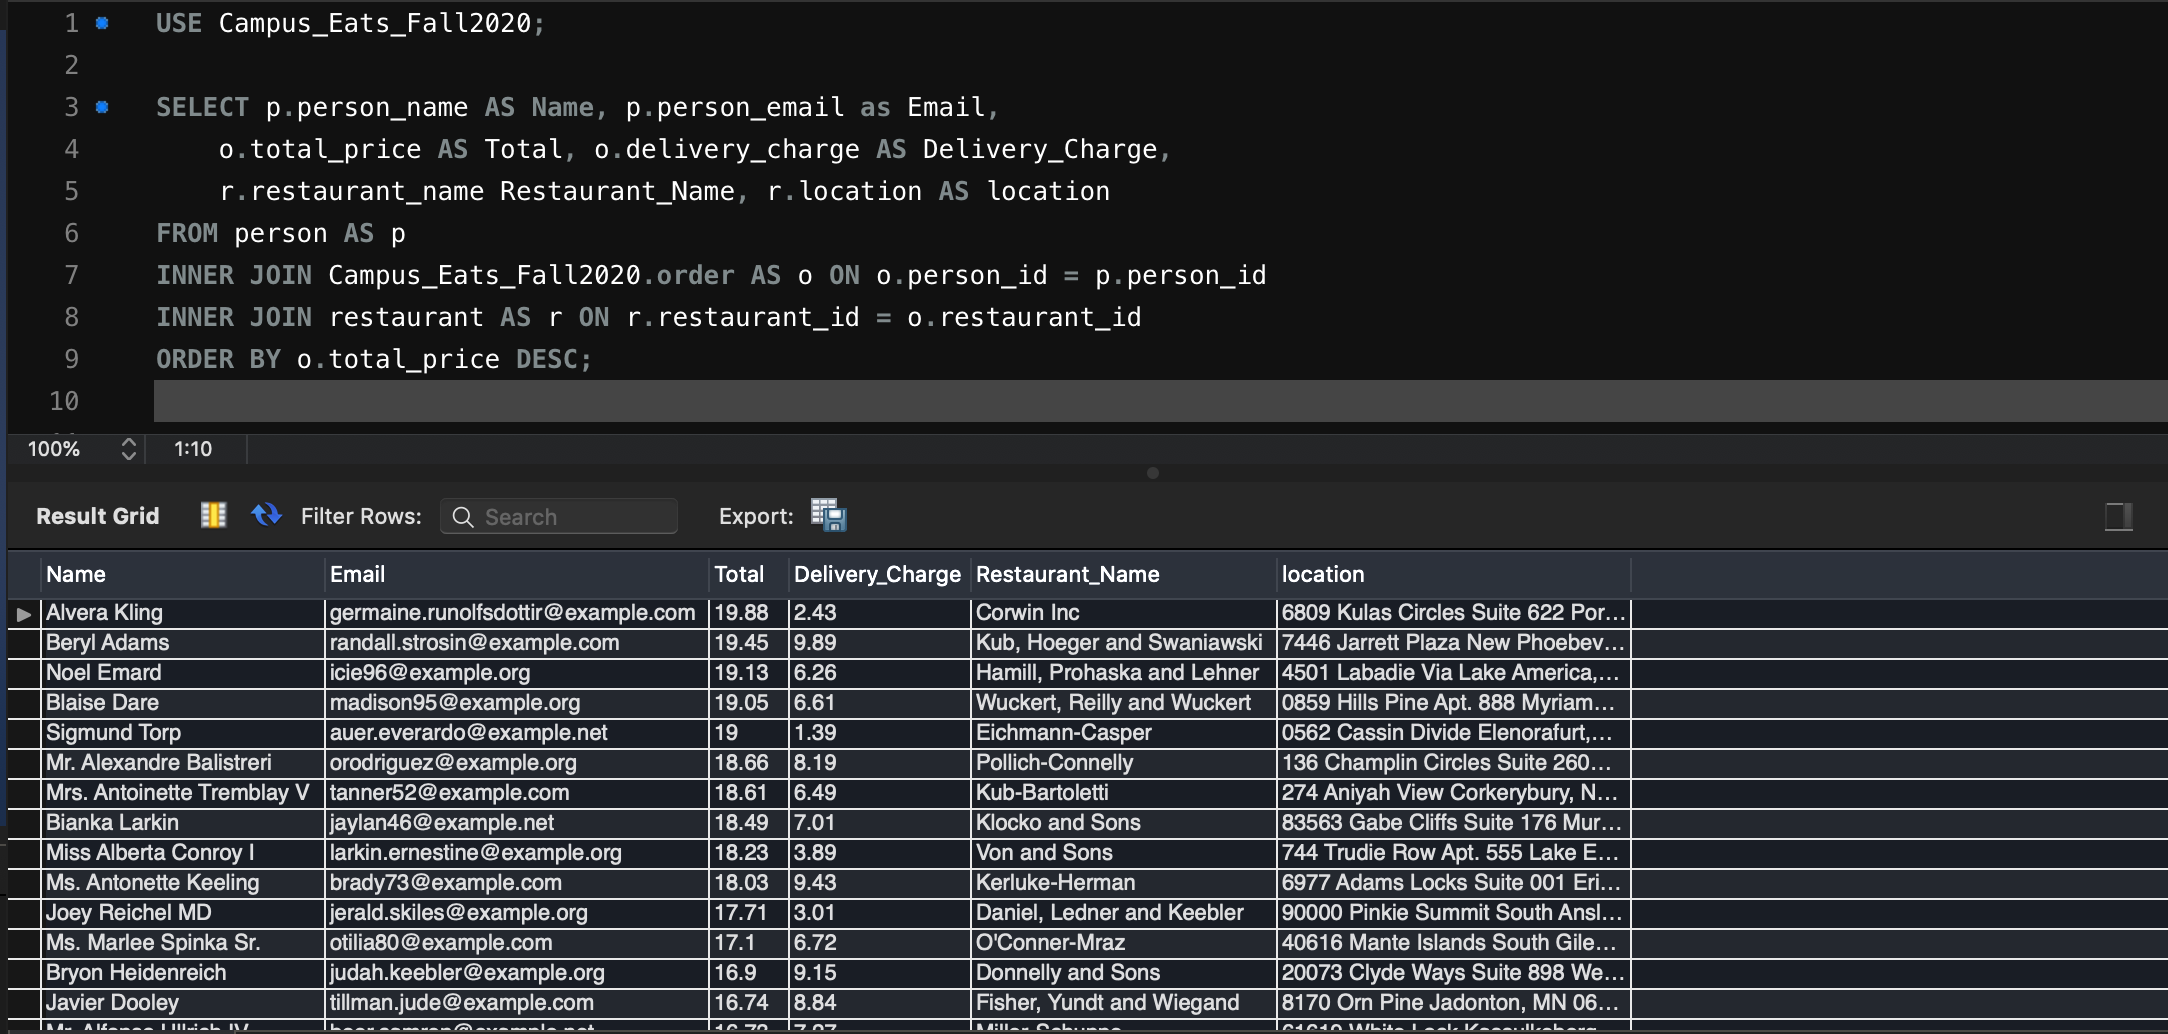 1 USE Campus_Eats_Fall2020;
2
3 SELECT p.person_name AS Name, p.person_email as Email,
4 o.total_price AS Total, o.delivery_charge AS Delivery_Charge,
5 r.restaurant_name Restaurant_Name, r.location AS location
6 FROM person AS p
7 INNER JOIN Campus_Eats_Fall2020.order AS o ON o.person_id = p.person_id
8 INNER JOIN restaurant AS r ON r.restaurant_id = o.restaurant_id
9 ORDER BY o.total_price DESC;
10
100% 1:10
Result Grid Filter Rows: Search Export:
Name Email Total Delivery_Charge Restaurant_Name location
Alvera Kling germaine.runolfsdottir@example.com 19.88 2.43 Corwin Inc 6809 Kulas Circles Suite 622 Por...
Beryl Adams randall.strosin@example.com 19.45 9.89 Kub, Hoeger and Swaniawski 7446 Jarrett Plaza New Phoebev...
Noel Emard icie96@example.org 19.13 6.26 Hamill, Prohaska and Lehner 4501 Labadie Via Lake America,...
Blaise Dare madison95@example.org 19.05 6.61 Wuckert, Reilly and Wuckert 0859 Hills Pine Apt. 888 Myriam...
Sigmund Torp auer.everardo@example.net 19 1.39 Eichmann-Casper 0562 Cassin Divide Elenorafurt,...
Mr. Alexandre Balistreri orodriguez@example.org 18.66 8.19 Pollich-Connelly 136 Champlin Circles Suite 260...
Mrs. Antoinette Tremblay V tanner52@example.com 18.61 6.49 Kub-Bartoletti 274 Aniyah View Corkerybury, N...
Bianka Larkin jaylan46@example.net 18.49 7.01 Klocko and Sons 83563 Gabe Cliffs Suite 176 Mur...
Miss Alberta Conroy I larkin.ernestine@example.org 18.23 3.89 Von and Sons 744 Trudie Row Apt. 555 Lake E...
Ms. Antonette Keeling brady73@example.com 18.03 9.43 Kerluke-Herman 6977 Adams Locks Suite 001 Eri...
Joey Reichel MD jerald.skiles@example.org 17.71 3.01 Daniel, Ledner and Keebler 90000 Pinkie Summit South Ansl...
Ms. Marlee Spinka Sr. otilia80@example.com 17.1 6.72 O'Conner-Mraz 40616 Mante Islands South Gile...
Bryon Heidenreich judah.keebler@example.org 16.9 9.15 Donnelly and Sons 20073 Clyde Ways Suite 898 We...
Javier Dooley tillman.jude@example.com 16.74 8.84 Fisher, Yundt and Wiegand 8170 Orn Pine Jadonton, MN 06...